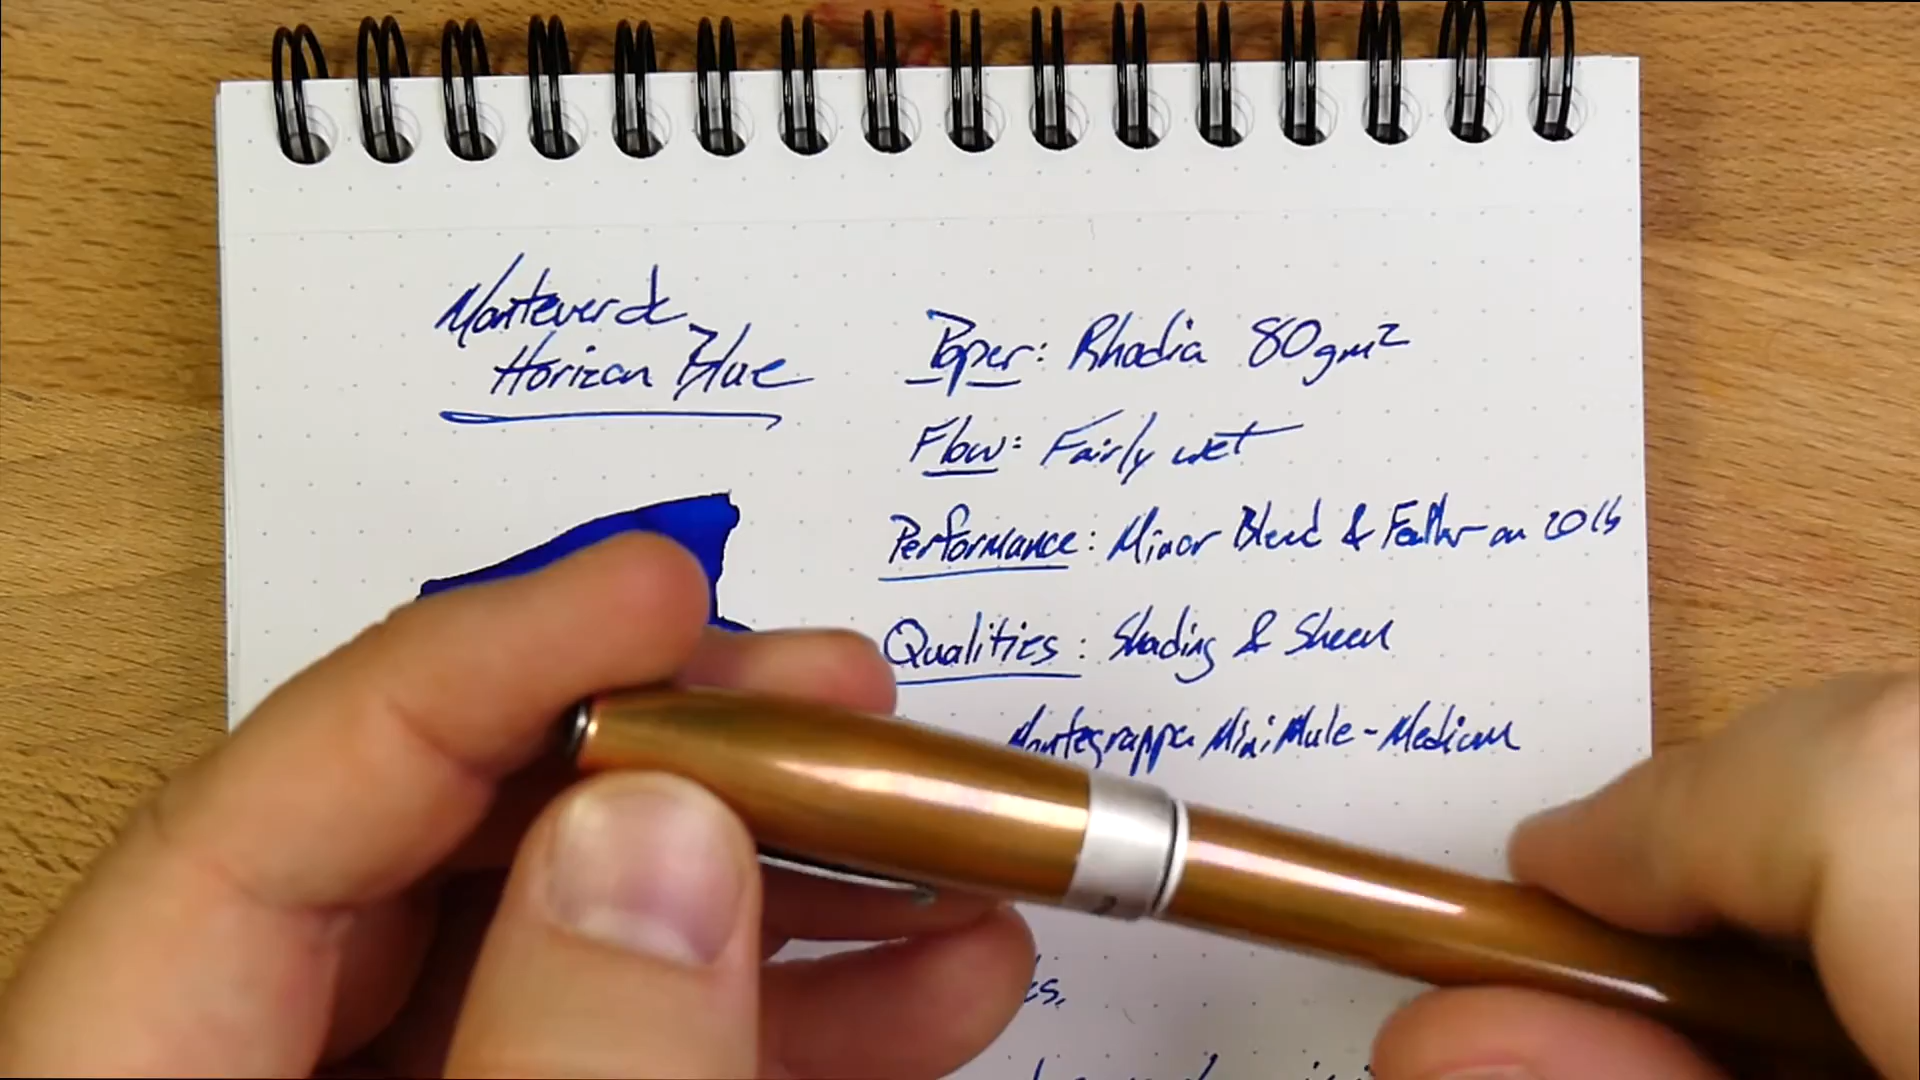 Monteverde
Horizon Blue
Paper: Rhodia 80gm²
Flow: Fairly wet
Performance: Minor Bleed & Feather on 20lb
Qualities: Shading & Sheen
Montegrappa Mini Mule - Medium